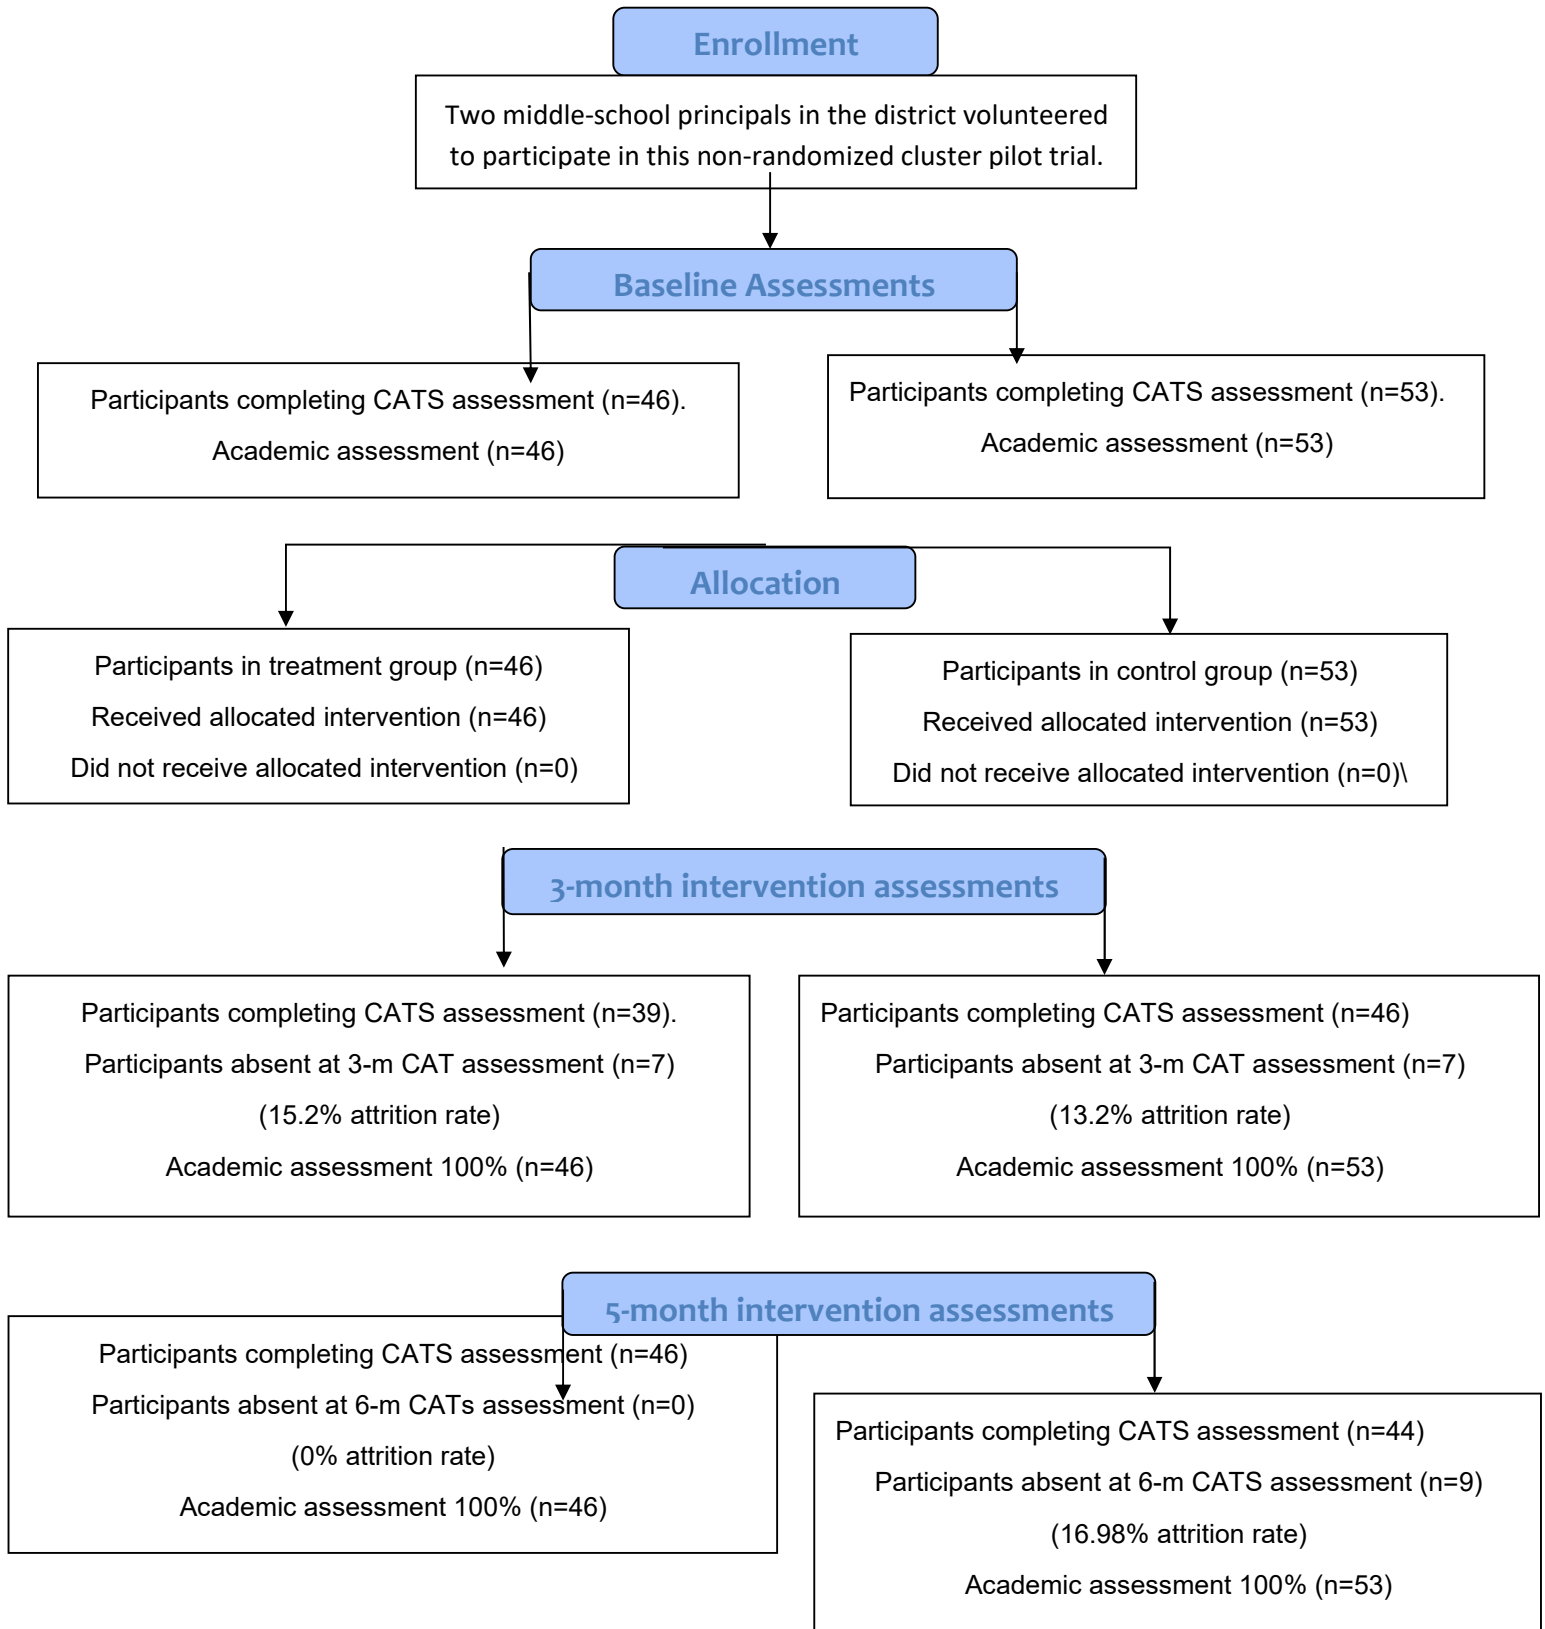 Enrollment
Two middle-school principals in the district volunteered
to participate in this non-randomized cluster pilot trial.
Baseline Assessments
Participants completing CATS assessment (n=46).
Academic assessment (n=46)
Participants completing CATS assessment (n=53).
Academic assessment (n=53)
Allocation
Participants in treatment group (n=46)
Received allocated intervention (n=46)
Did not receive allocated intervention (n=0)
Participants in control group (n=53)
Received allocated intervention (n=53)
Did not receive allocated intervention (n=0)\
3-month intervention assessments
Participants completing CATS assessment (n=39).
Participants absent at 3-m CAT assessment (n=7)
(15.2% attrition rate)
Academic assessment 100% (n=46)
Participants completing CATS assessment (n=46)
Participants absent at 3-m CAT assessment (n=7)
(13.2% attrition rate)
Academic assessment 100% (n=53)
5-month intervention assessments
Participants completing CATS assessment (n=46)
Participants absent at 6-m CATs assessment (n=0)
(0% attrition rate)
Academic assessment 100% (n=46)
Participants completing CATS assessment (n=44)
Participants absent at 6-m CATS assessment (n=9)
(16.98% attrition rate)
Academic assessment 100% (n=53)